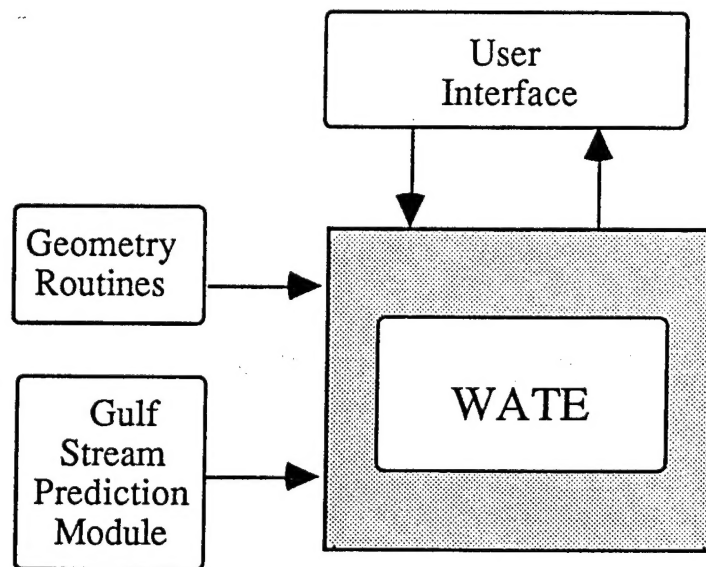 User
Interface
Geometry
Routines
Gulf
Stream
Prediction
Module
WATE